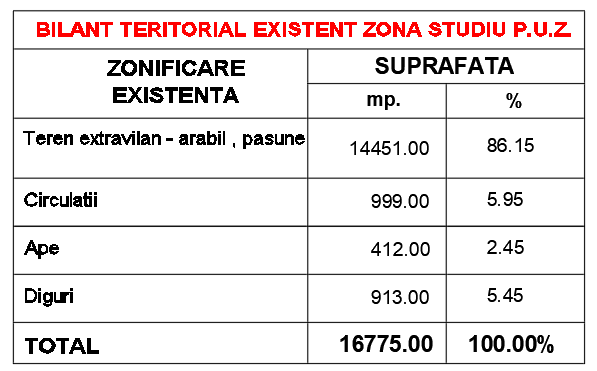 BILANT TERITORIAL EXISTENT ZONA STUDIU P.U.Z.
ZONIFICARE EXISTENTA SUPRAFATA
mp. %
Teren extravilan - arabil , pasune 14451.00 86.15
Circulatii 999.00 5.95
Ape 412.00 2.45
Diguri 913.00 5.45
TOTAL 16775.00 100.00%